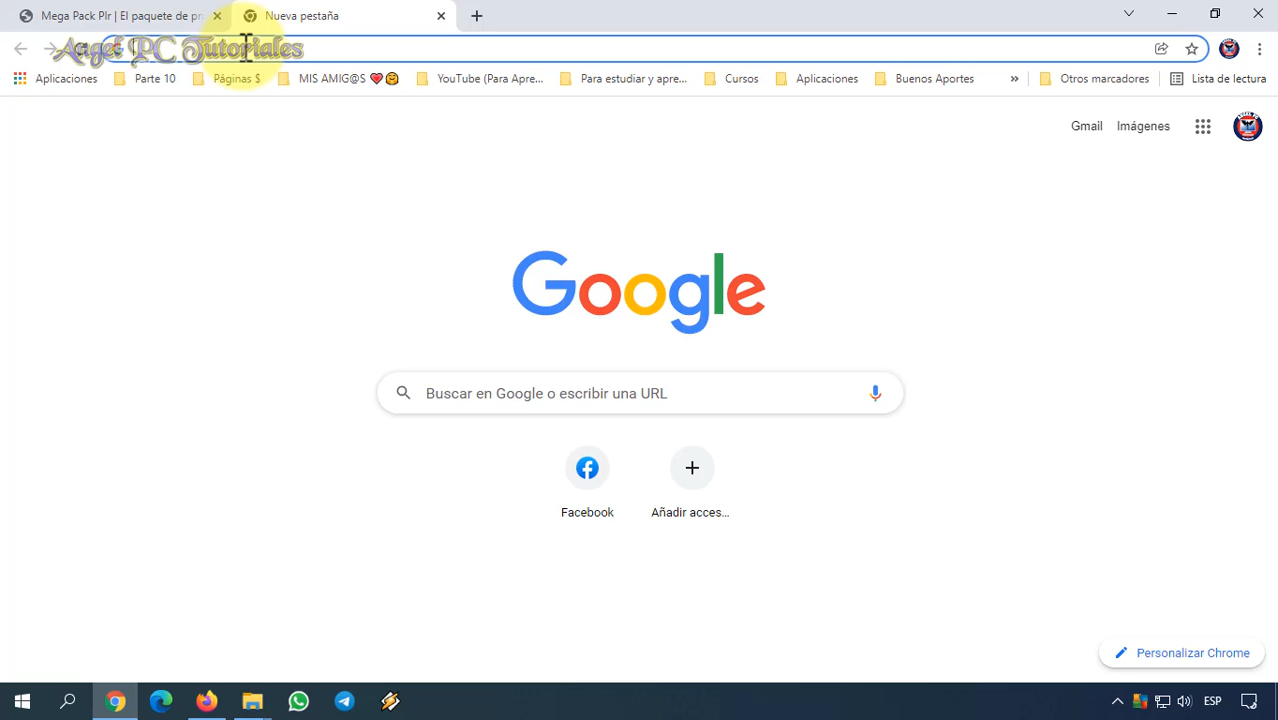 Mega Pack Plr | El paquete de pr
Nueva pestaña
Angel PC Tutoriales
Aplicaciones
Parte 10
Páginas $
MIS AMIG@S ❤️🤗
YouTube (Para Apre...
Para estudiar y apre...
Cursos
Aplicaciones
Buenos Aportes
»
Otros marcadores
Lista de lectura
Gmail
Imágenes
Google
Buscar en Google o escribir una URL
Facebook
Añadir acces...
Personalizar Chrome
ESP